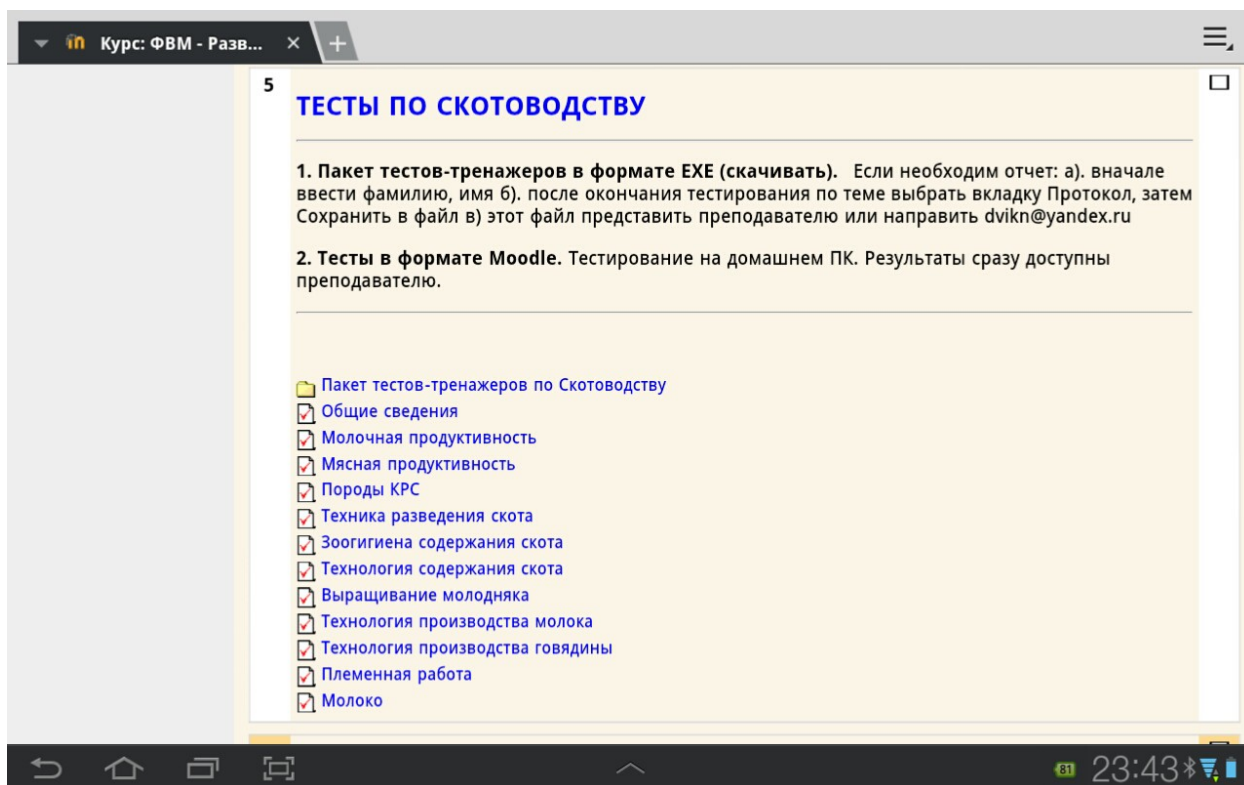 Курс: ФВМ - Разв...
5
ТЕСТЫ ПО СКОТОВОДСТВУ
1. Пакет тестов-тренажеров в формате EXE (скачивать). Если необходим отчет: а). вначале
ввести фамилию, имя б). после окончания тестирования по теме выбрать вкладку Протокол, затем
Сохранить в файл в) этот файл представить преподавателю или направить dvikn@yandex.ru
2. Тесты в формате Moodle. Тестирование на домашнем ПК. Результаты сразу доступны
преподавателю.
Пакет тестов-тренажеров по Скотоводству
Общие сведения
Молочная продуктивность
Мясная продуктивность
Породы КРС
Техника разведения скота
Зоогигиена содержания скота
Технология содержания скота
Выращивание молодняка
Технология производства молока
Технология производства говядины
Племенная работа
Молоко
81 23:43